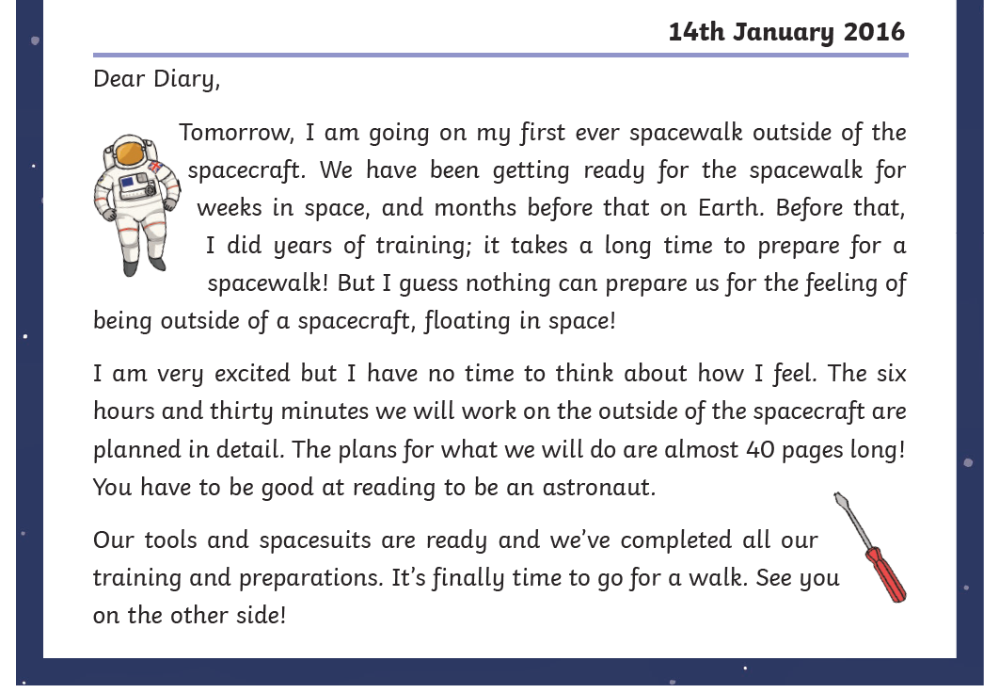 14th January 2016
Dear Diary,
Tomorrow, I am going on my first ever spacewalk outside of the
spacecraft. We have been getting ready for the spacewalk for
weeks in space, and months before that on Earth. Before that,
I did years of training; it takes a long time to prepare for a
spacewalk! But I guess nothing can prepare us for the feeling of
being outside of a spacecraft, floating in space!
I am very excited but I have no time to think about how I feel. The six
hours and thirty minutes we will work on the outside of the spacecraft are
planned in detail. The plans for what we will do are almost 40 pages long!
You have to be good at reading to be an astronaut.
Our tools and spacesuits are ready and we’ve completed all our
training and preparations. It’s finally time to go for a walk. See you
on the other side!